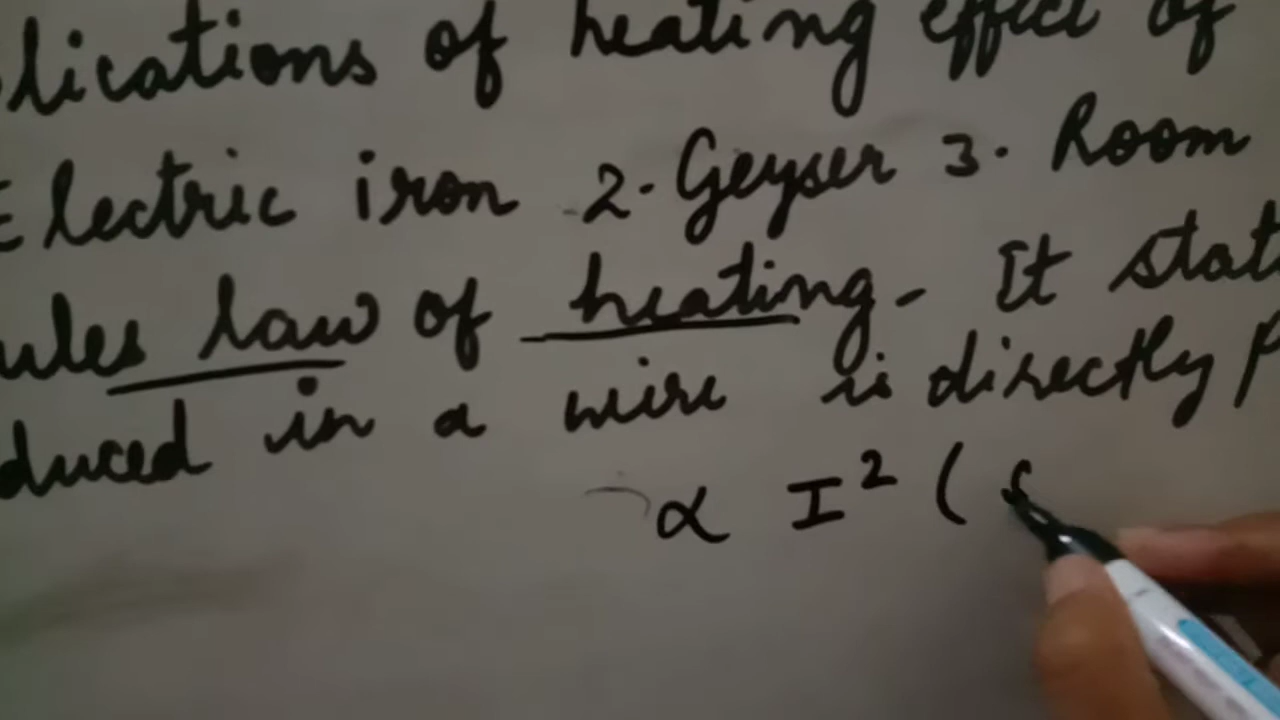 lications of heating effect of
Electric iron 2. Geyser 3. Room
ules law of heating - It stat
duced in a wire is directly p
∝ I² (